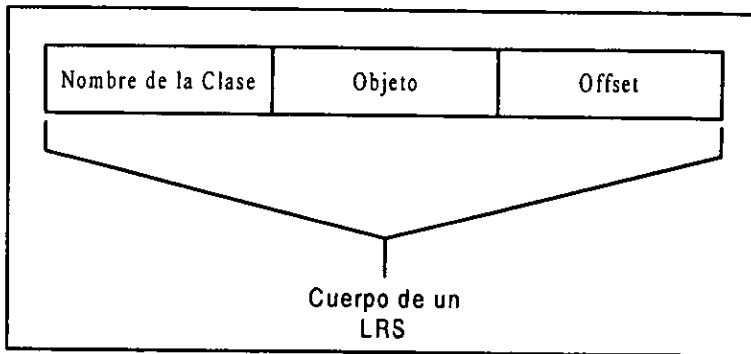 Nombre de la Clase
Objeto
Offset
Cuerpo de un
LRS